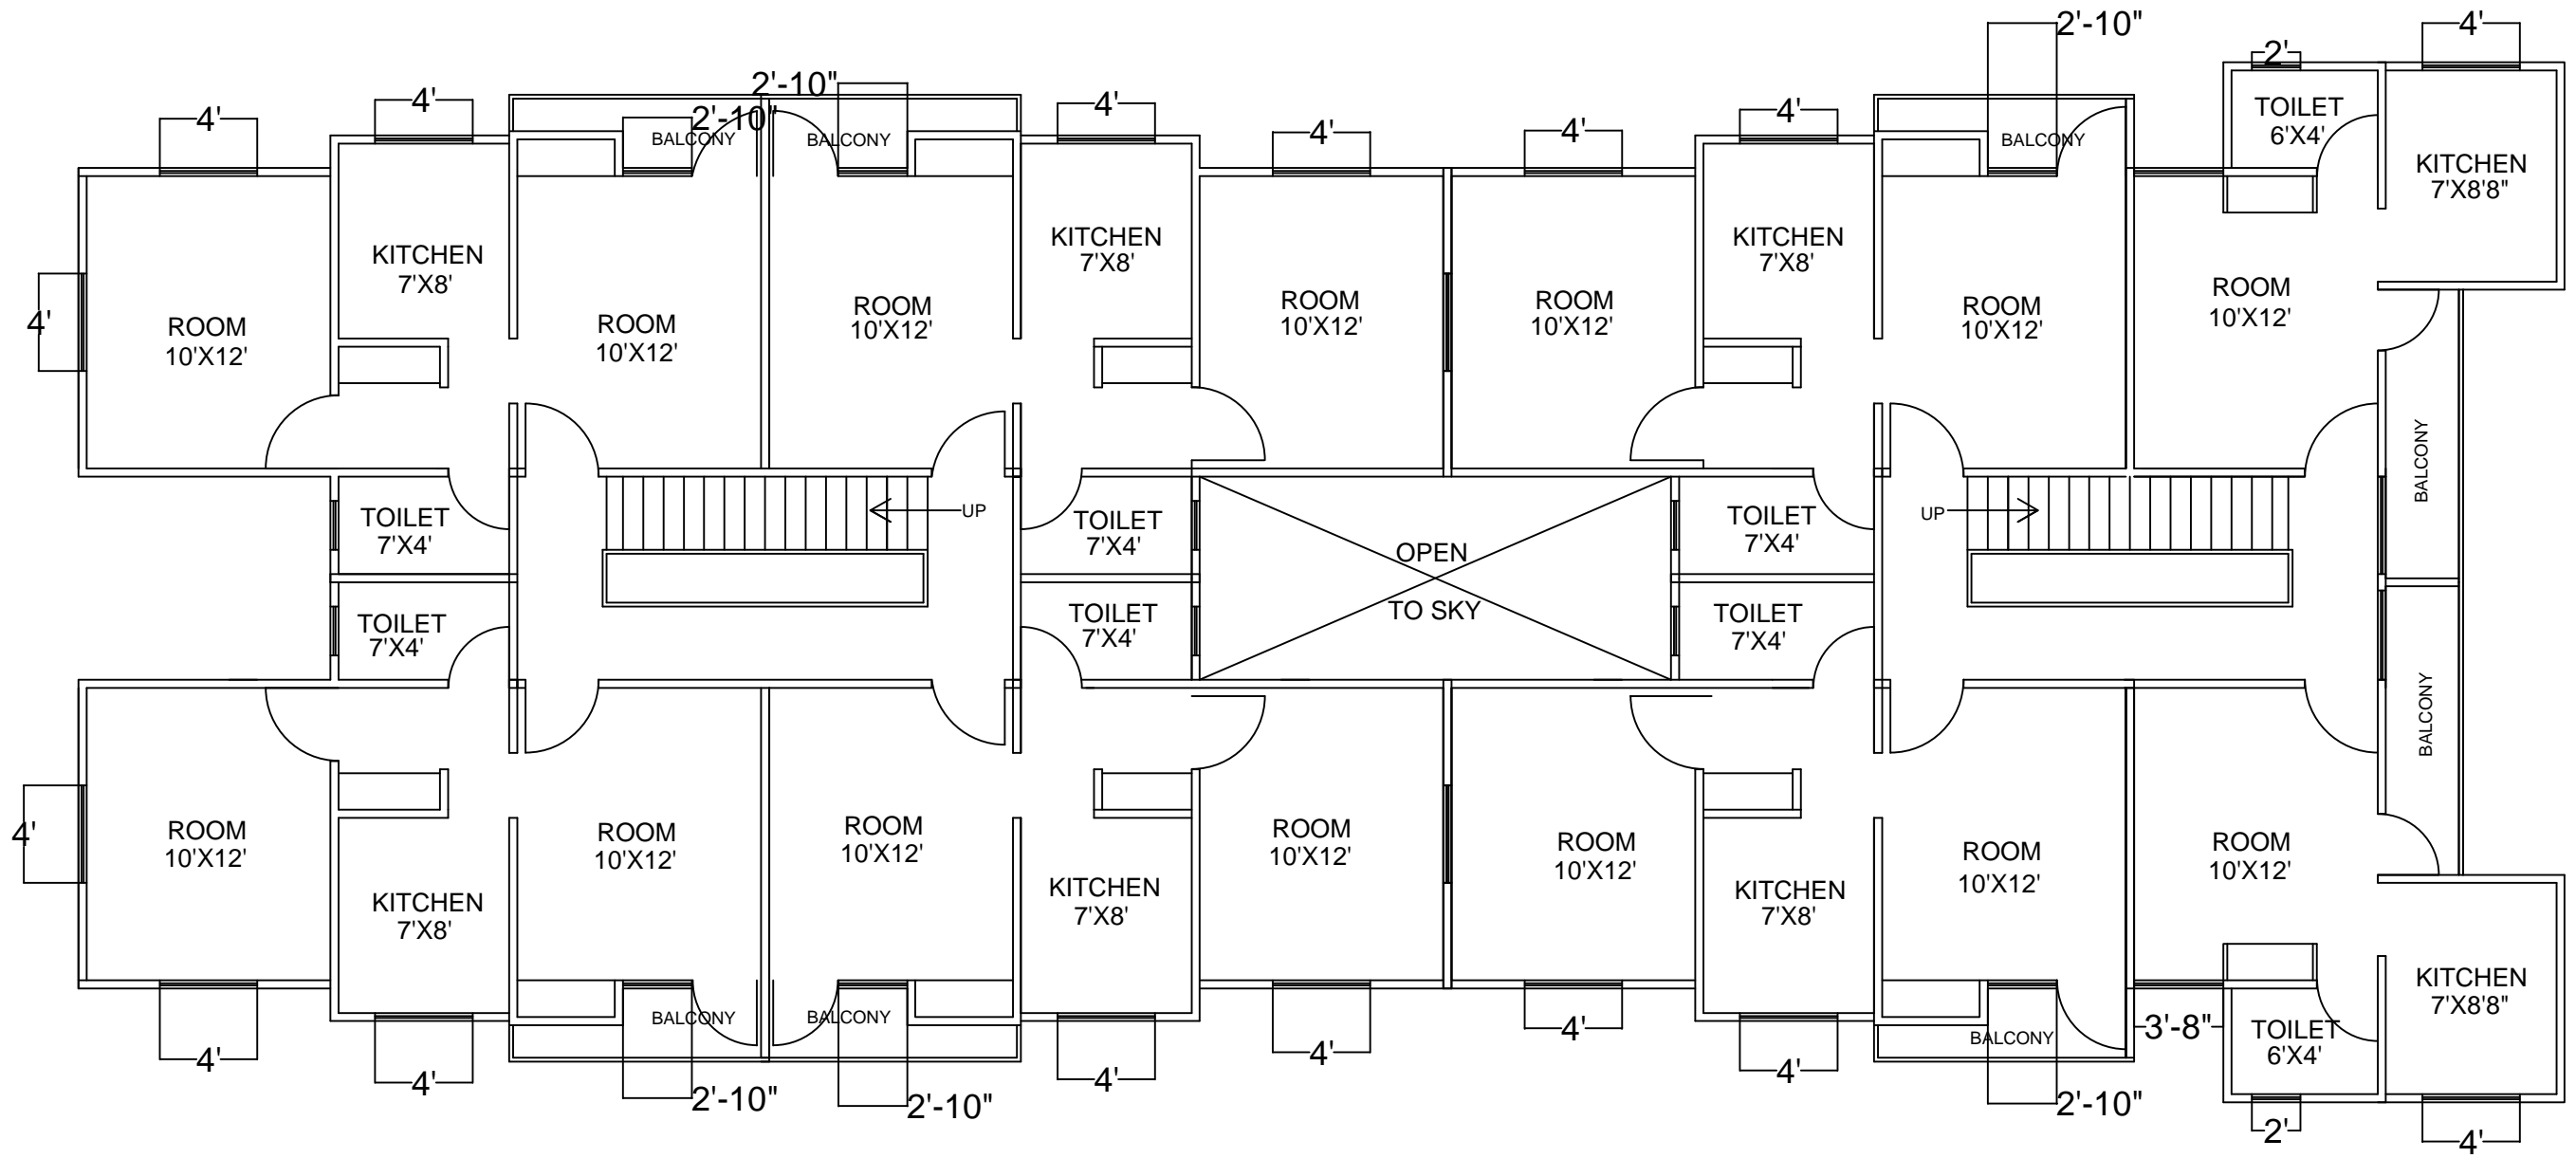 2'-10"
4'
2'
4'
4'
4'
4'
4'
4'
2'-10"
2'-10"
4'
BALCONY
BALCONY
BALCONY
TOILET
6'X4'
KITCHEN
7'X8'8"
KITCHEN
7'X8'
KITCHEN
7'X8'
KITCHEN
7'X8'
4'
ROOM
10'X12'
ROOM
10'X12'
ROOM
10'X12'
ROOM
10'X12'
ROOM
10'X12'
ROOM
10'X12'
ROOM
10'X12'
BALCONY
TOILET
7'X4'
UP
TOILET
7'X4'
TOILET
7'X4'
UP
OPEN
TO SKY
TOILET
7'X4'
TOILET
7'X4'
TOILET
7'X4'
BALCONY
4'
ROOM
10'X12'
ROOM
10'X12'
ROOM
10'X12'
ROOM
10'X12'
ROOM
10'X12'
ROOM
10'X12'
ROOM
10'X12'
KITCHEN
7'X8'
KITCHEN
7'X8'
KITCHEN
7'X8'
KITCHEN
7'X8'8"
BALCONY
BALCONY
BALCONY
3'-8"
TOILET
6'X4'
4'
4'
2'-10"
2'-10"
4'
4'
4'
4'
2'-10"
2'
4'